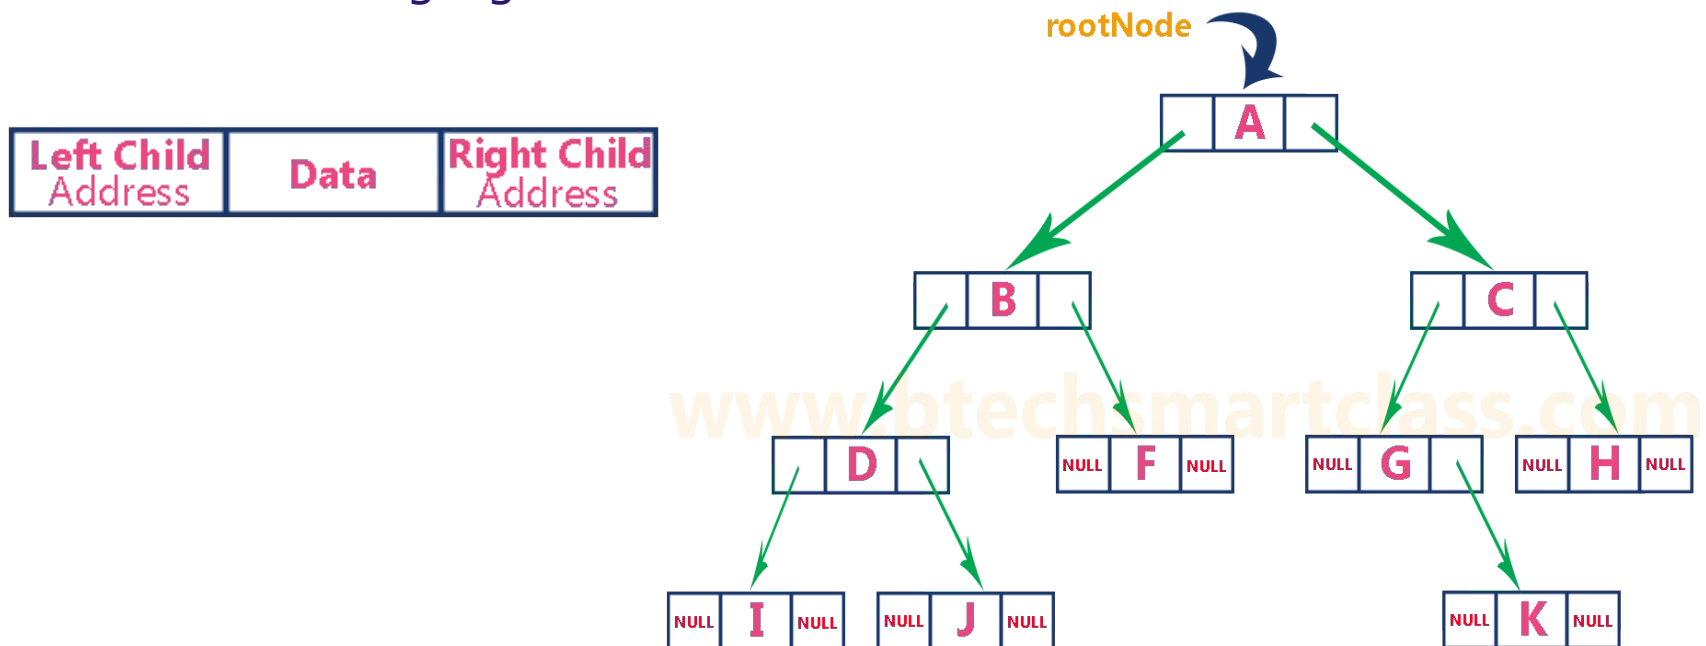 rootNode
A
Left Child Address
Data
Right Child Address
B
C
www.btechsmartclass.com
D
NULL F NULL
NULL G
NULL H NULL
NULL I NULL
NULL J NULL
NULL K NULL